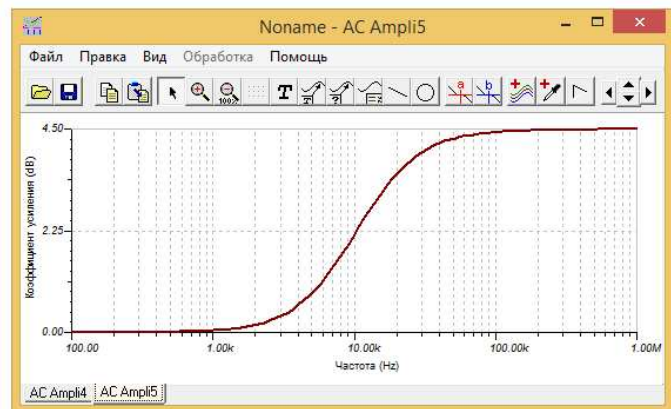 Noname - AC Ampli5
Файл Правка Вид Обработка Помощь
100% T T ? a b
4.50
2.25
0.00
Коэффициент усиления (dB)
100.00 1.00k 10.00k 100.00k 1.00M
Частота (Hz)
AC Ampli4 AC Ampli5